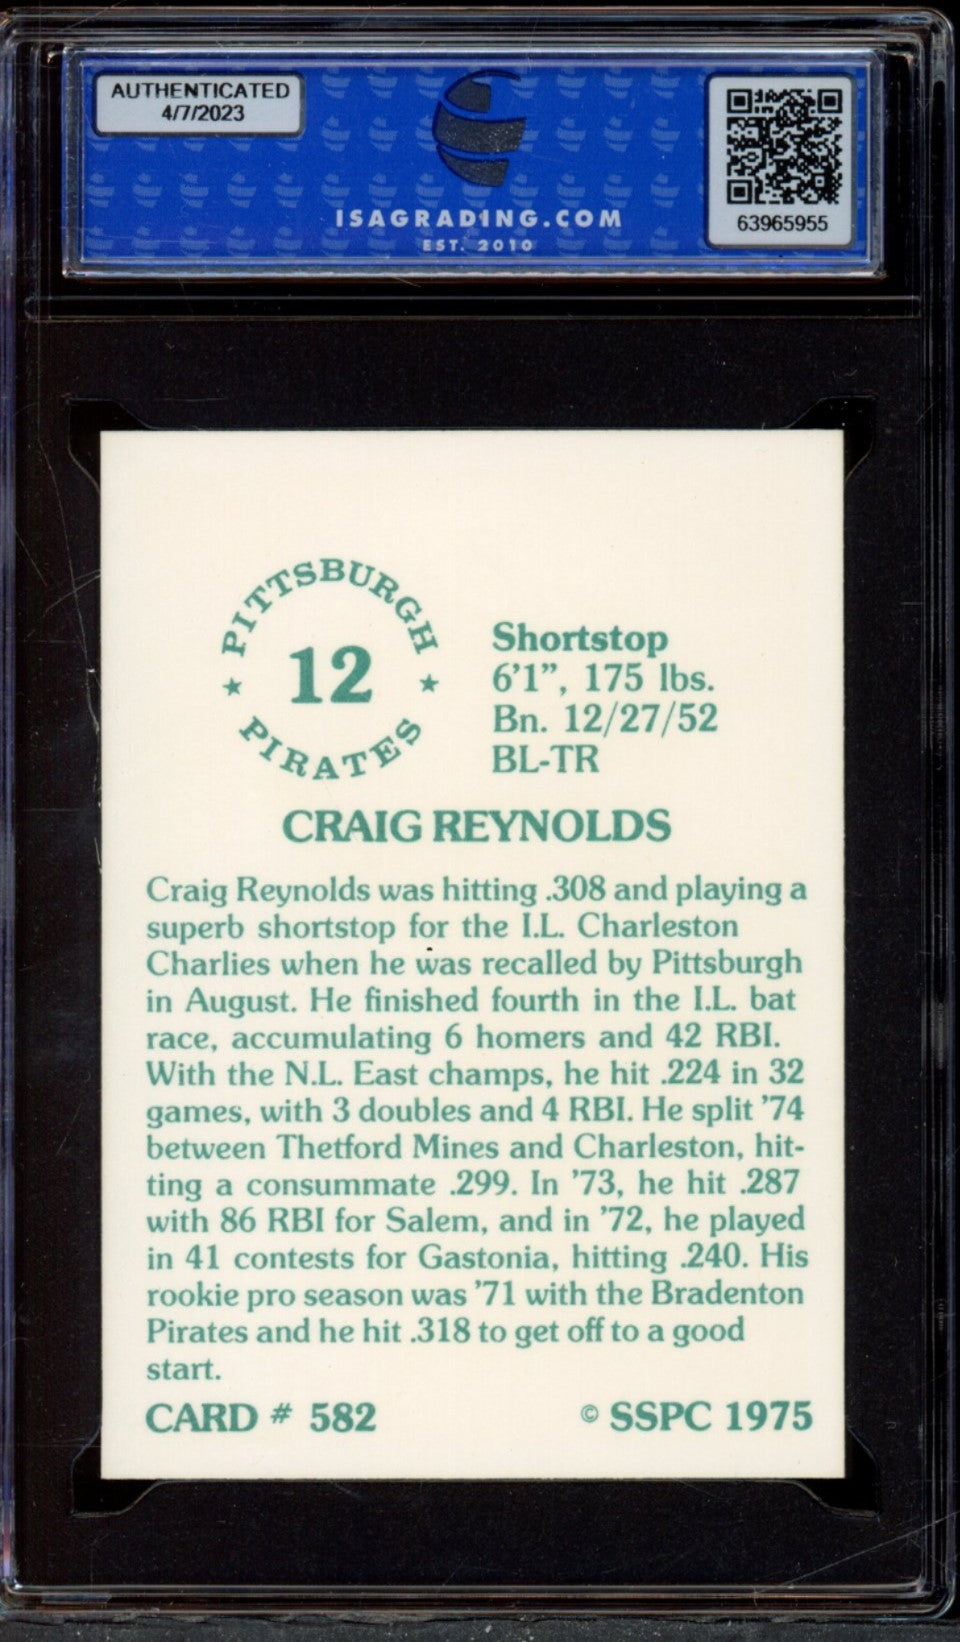 AUTHENTICATED
4/7/2023
ISAGRADING.COM
EST. 2010
63965955
PITTSBURGH
12
PIRATES
Shortstop
6'1”, 175 lbs.
Bn. 12/27/52
BL-TR
CRAIG REYNOLDS
Craig Reynolds was hitting .308 and playing a
superb shortstop for the I.L. Charleston
Charlies when he was recalled by Pittsburgh
in August. He finished fourth in the I.L. bat
race, accumulating 6 homers and 42 RBI.
With the N.L. East champs, he hit .224 in 32
games, with 3 doubles and 4 RBI. He split ’74
between Thetford Mines and Charleston, hit-
ting a consummate .299. In ’73, he hit .287
with 86 RBI for Salem, and in ’72, he played
in 41 contests for Gastonia, hitting .240. His
rookie pro season was ’71 with the Bradenton
Pirates and he hit .318 to get off to a good
start.
CARD # 582
© SSPC 1975